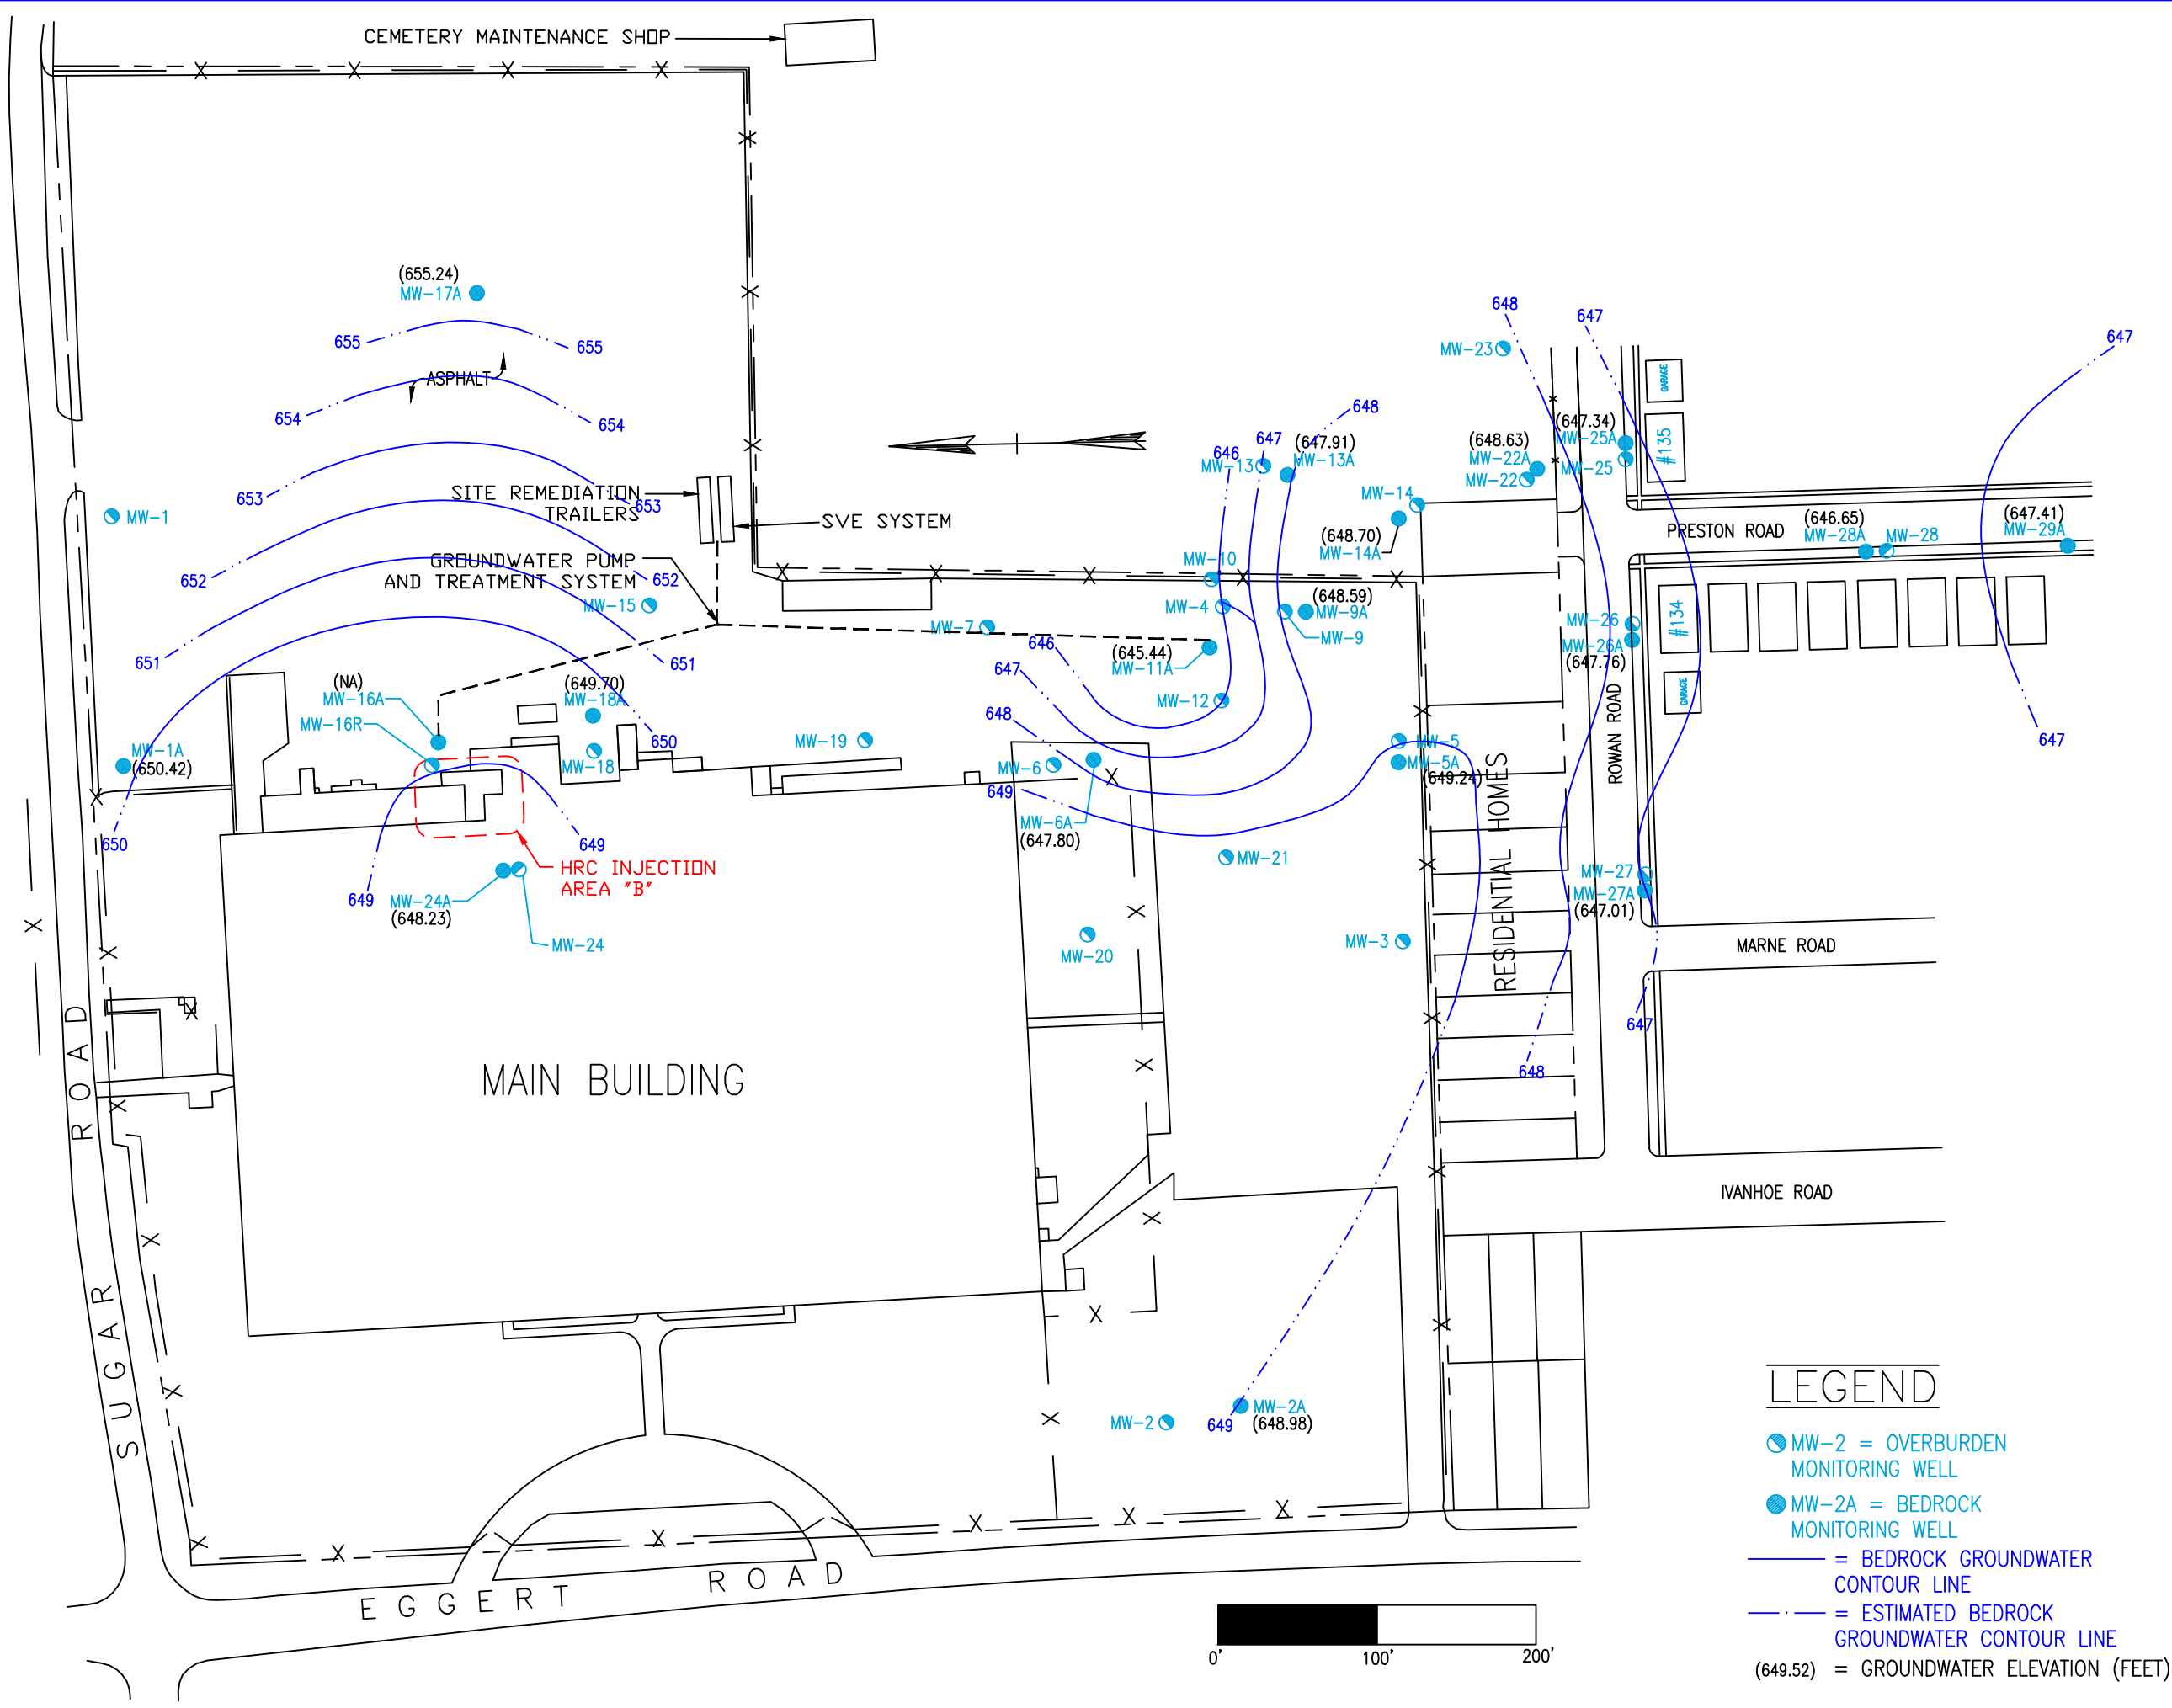 CEMETERY MAINTENANCE SHOP
(655.24)
MW-17A
655
655
ASPHALT
654
654
653
653
SITE REMEDIATION
TRAILERS
SVE SYSTEM
MW-1
GROUNDWATER PUMP
AND TREATMENT SYSTEM
652
652
MW-15
651
651
(NA)
MW-16A
MW-16R
(649.70)
MW-18A
MW-18
650
650
MW-1A
(650.42)
649
649
HRC INJECTION
AREA "B"
MW-24A
(648.23)
MW-24
MW-19
MW-7
MW-10
MW-4
(645.44)
MW-11A
MW-12
646
647
648
649
646
647
648
MW-13
(647.91)
MW-13A
(648.59)
MW-9A
MW-9
MW-14
(648.70)
MW-14A
MW-6
MW-6A
(647.80)
MW-5
MW-5A
(649.24)
MW-21
MW-20
MW-3
648
647
647
MW-23
(648.63)
MW-22A
MW-22
(647.34)
MW-25A
MW-25
GARAGE
#135
PRESTON ROAD
(646.65)
MW-28A
MW-28
(647.41)
MW-29A
MW-26
MW-26A
(647.76)
#134
GARAGE
647
ROWAN ROAD
RESIDENTIAL HOMES
MW-27
MW-27A
(647.01)
MARNE ROAD
647
648
IVANHOE ROAD
MAIN BUILDING
SUGAR ROAD
MW-2
649
MW-2A
(648.98)
EGGERT ROAD
0'
100'
200'
LEGEND
MW-2 = OVERBURDEN
MONITORING WELL
MW-2A = BEDROCK
MONITORING WELL
= BEDROCK GROUNDWATER
CONTOUR LINE
= ESTIMATED BEDROCK
GROUNDWATER CONTOUR LINE
(649.52) = GROUNDWATER ELEVATION (FEET)